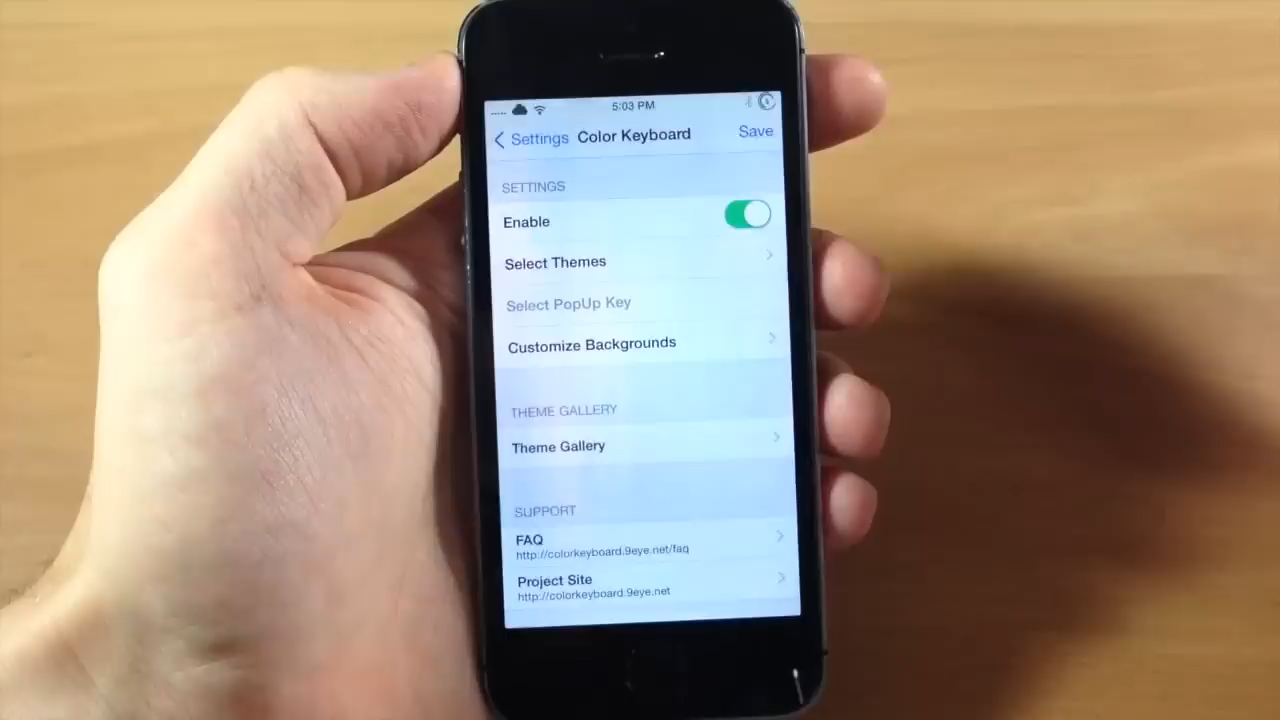 5:03 PM
Settings Color Keyboard Save
SETTINGS
Enable
Select Themes
Select PopUp Key
Customize Backgrounds
THEME GALLERY
Theme Gallery
SUPPORT
FAQ
http://colorkeyboard.9eye.net/faq
Project Site
http://colorkeyboard.9eye.net